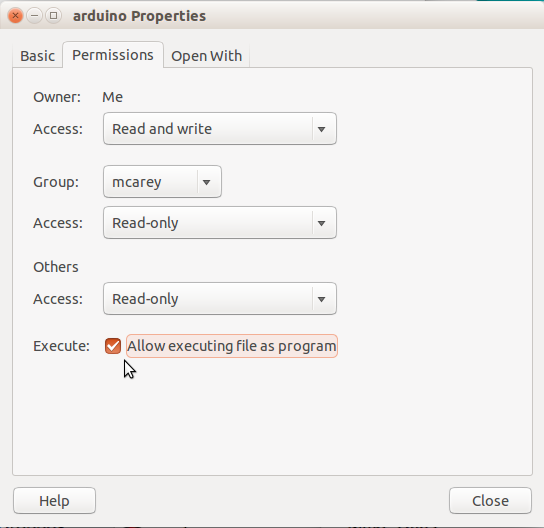 arduino Properties
Basic Permissions Open With
Owner: Me
Access: Read and write
Group: mcarey
Access: Read-only
Others
Access: Read-only
Execute: Allow executing file as program
Help Close